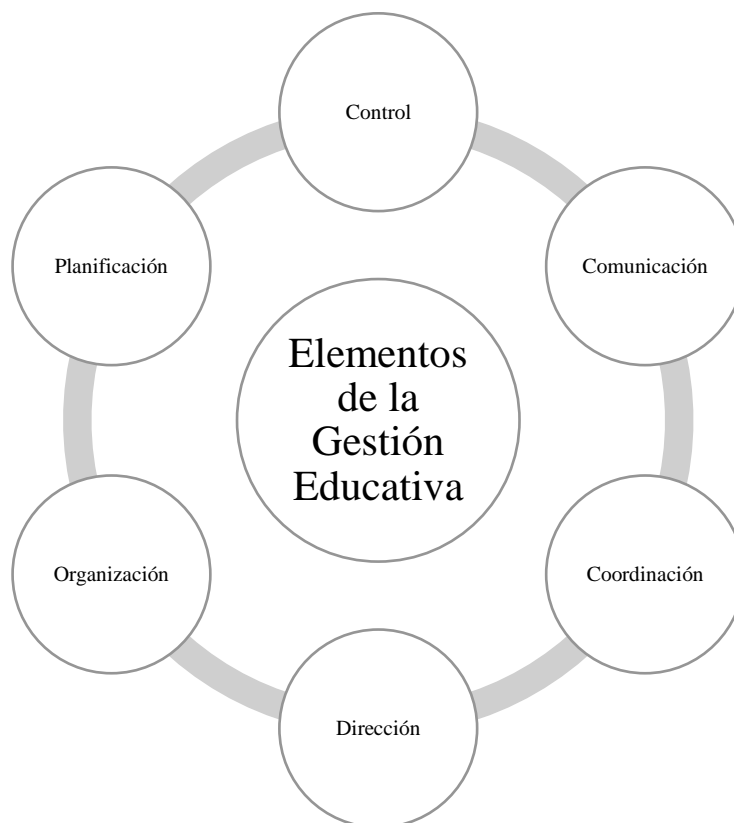 Control
Planificación
Comunicación
Elementos
de la
Gestión
Educativa
Organización
Coordinación
Dirección